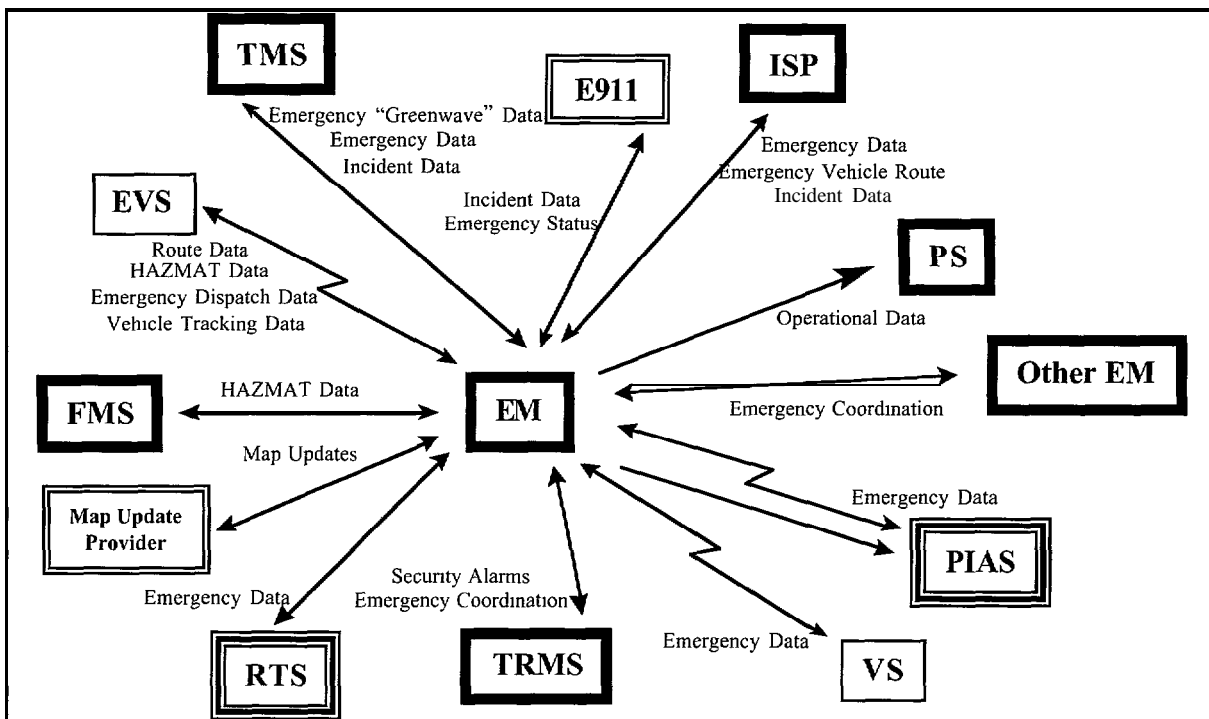 TMS
E911
ISP
Emergency "Greenwave" Data
Emergency Data
Incident Data
Emergency Data
Emergency Vehicle Route
Incident Data
EVS
Incident Data
Emergency Status
Route Data
HAZMAT Data
Emergency Dispatch Data
Vehicle Tracking Data
PS
Operational Data
FMS
HAZMAT Data
EM
Other EM
Emergency Coordination
Map Updates
Map Update
Provider
Emergency Data
PIAS
Emergency Data
RTS
Security Alarms
Emergency Coordination
TRMS
Emergency Data
VS